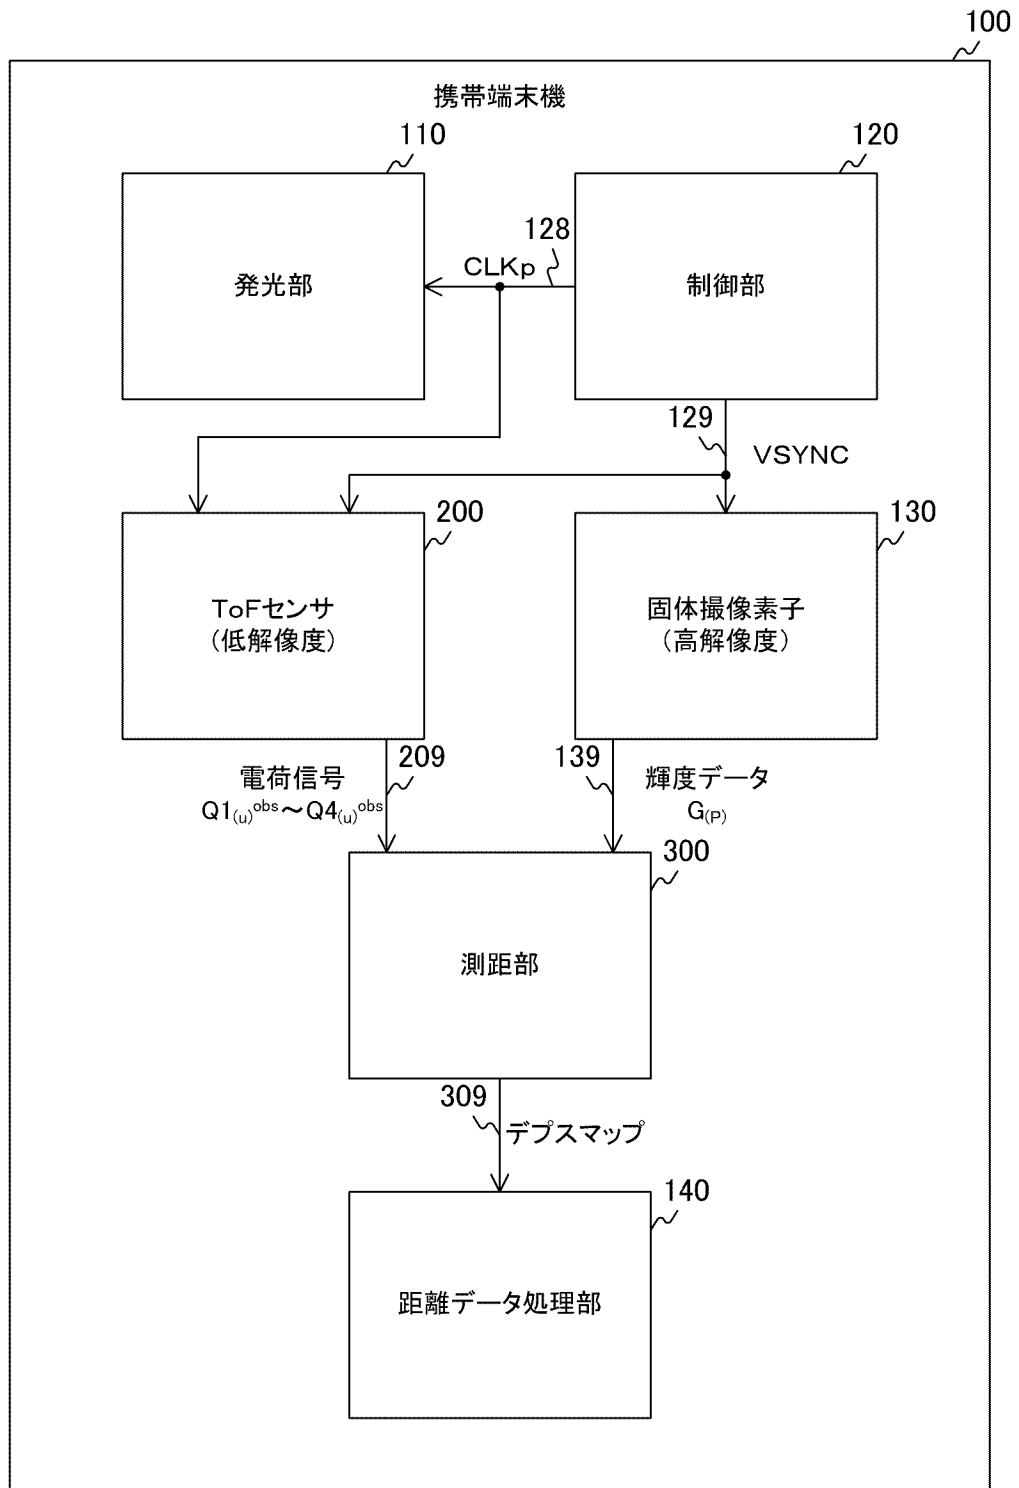 100
携帯端末機
110
120
128
CLKp
発光部
制御部
129
VSYNC
200
130
ToFセンサ
(低解像度)
固体撮像素子
(高解像度)
209
139
電荷信号
Q1(u)obs～Q4(u)obs
輝度データ
G(P)
300
測距部
309
デプスマップ
140
距離データ処理部